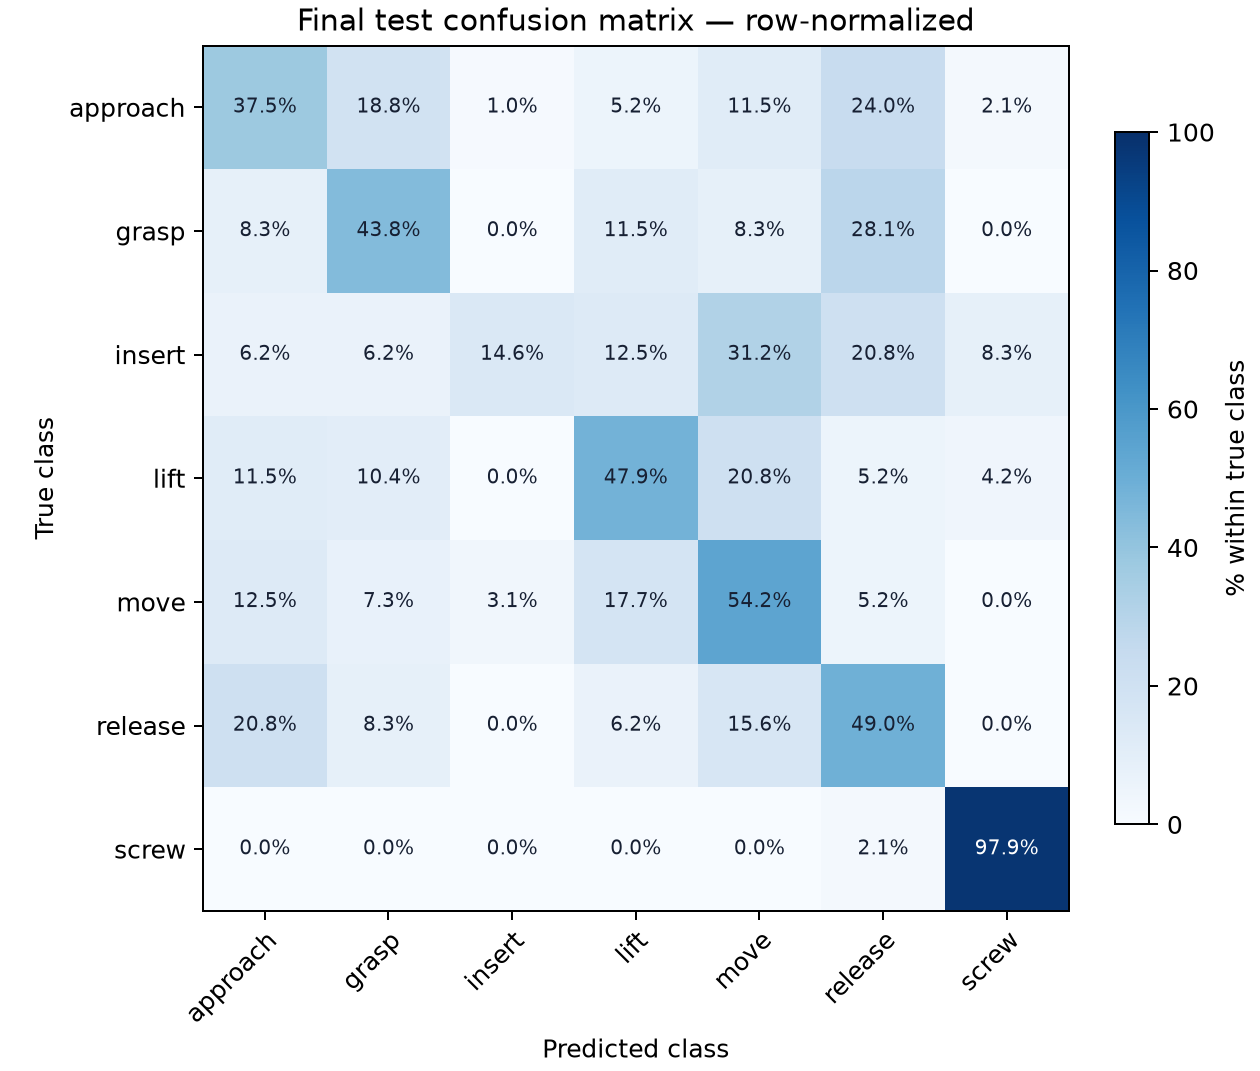 Final test confusion matrix — row-normalized
approach 37.5% 18.8% 1.0% 5.2% 11.5% 24.0% 2.1%
grasp 8.3% 43.8% 0.0% 11.5% 8.3% 28.1% 0.0%
insert 6.2% 6.2% 14.6% 12.5% 31.2% 20.8% 8.3%
lift 11.5% 10.4% 0.0% 47.9% 20.8% 5.2% 4.2%
move 12.5% 7.3% 3.1% 17.7% 54.2% 5.2% 0.0%
release 20.8% 8.3% 0.0% 6.2% 15.6% 49.0% 0.0%
screw 0.0% 0.0% 0.0% 0.0% 0.0% 2.1% 97.9%
approach grasp insert lift move release screw
Predicted class
True class
100
80
60
40
20
0
% within true class